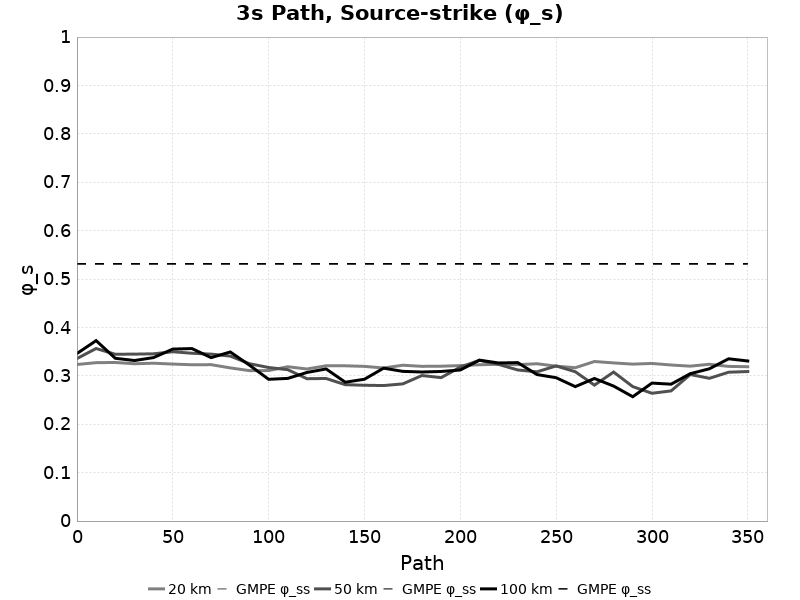 3s Path, Source-strike (φ_s)
1
0.9
0.8
0.7
0.6
0.5
0.4
0.3
0.2
0.1
0
φ_s
0 50 100 150 200 250 300 350
Path
20 km GMPE φ_ss 50 km GMPE φ_ss 100 km GMPE φ_ss